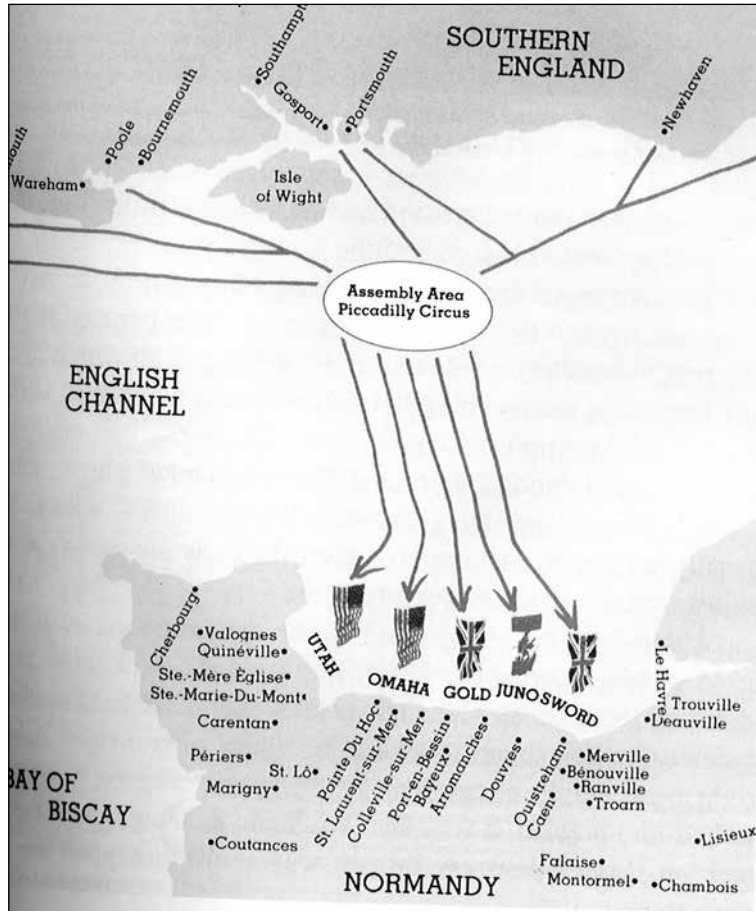 SOUTHERN
ENGLAND
Southampt
Gosport
Portsmouth
Newhaven
Bournemouth
Poole
outh
Wareham
Isle
of Wight
Assembly Area
Piccadilly Circus
ENGLISH
CHANNEL
Cherbourg
Valognes
Quinéville
Ste.-Mère Èglise
Ste.-Marie-Du-Mont
Carentan
Périers
St. Lô
Marigny
Coutances
BAY OF
BISCAY
UTAH
OMAHA
GOLD
JUNO
SWORD
Le Havre
Trouville
Deauville
Pointe Du Hoc
St. Laurent-sur-Mer
Colleville-sur-Mer
Port-en-Bessin
Bayeux
Arromanches
Douvres
Ouistreham
Caen
Merville
Bénouville
Ranville
Troarn
Lisieux
Falaise
Montormel
Chambois
NORMANDY